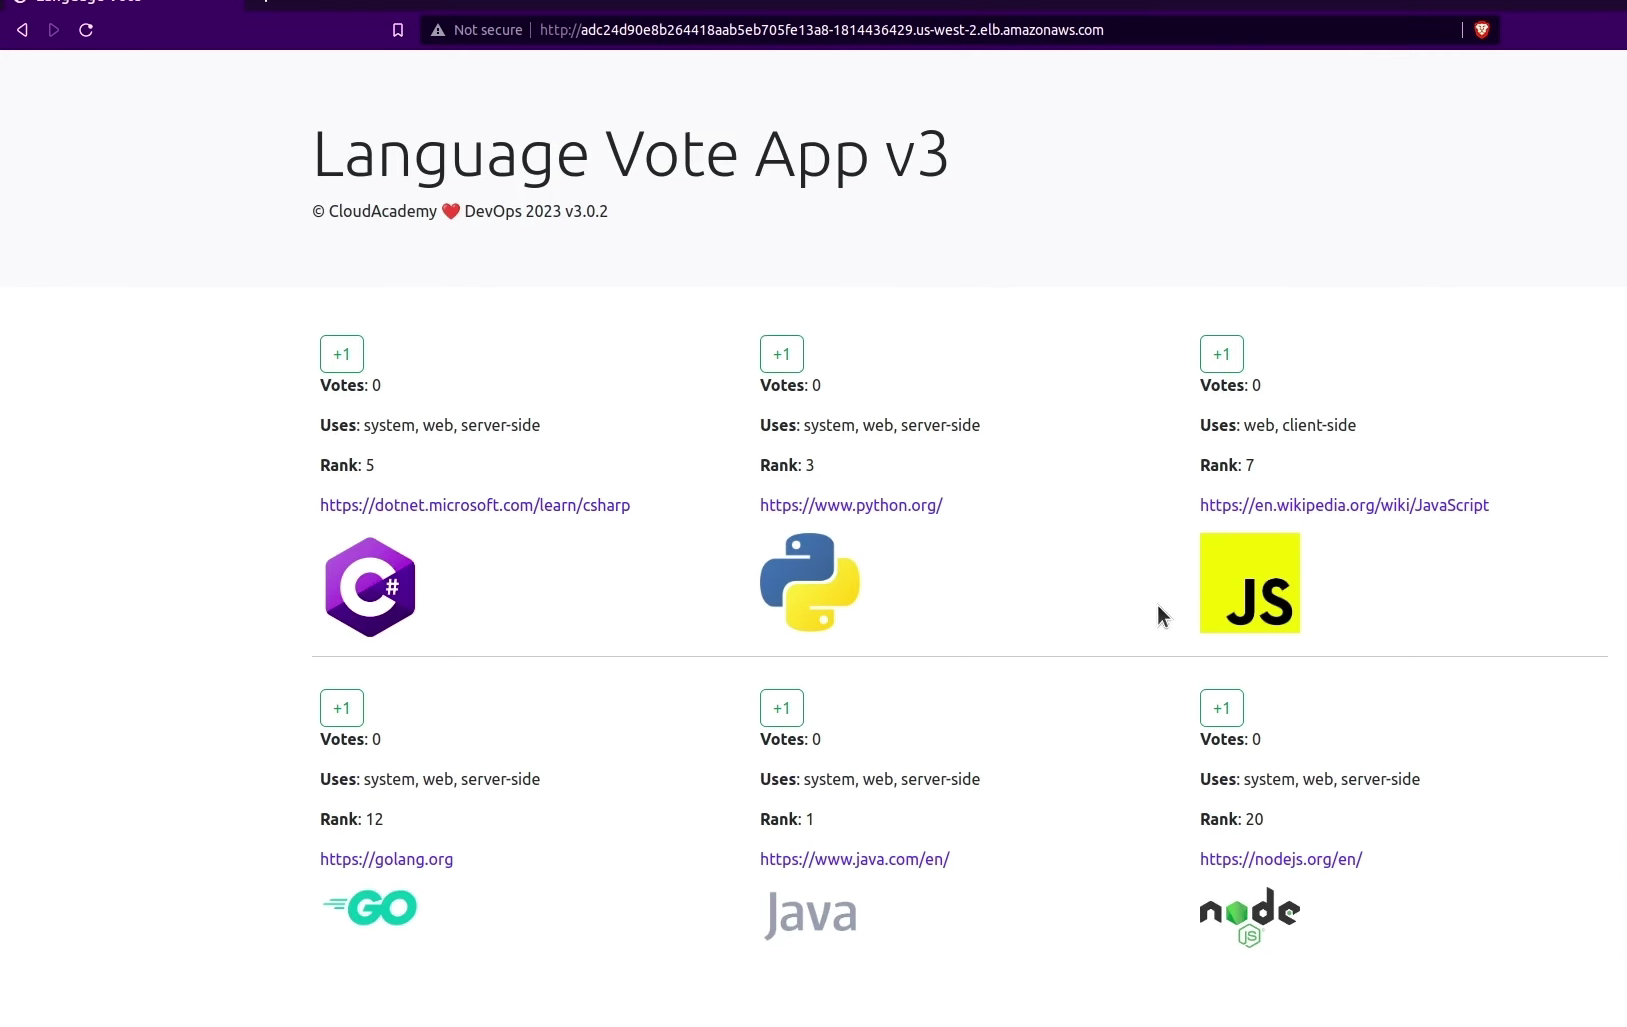 Not secure http://adc24d90e8b264418aab5eb705fe13a8-1814436429.us-west-2.elb.amazonaws.com
Language Vote App v3
© CloudAcademy ❤️ DevOps 2023 v3.0.2
+1 +1 +1
Votes: 0 Votes: 0 Votes: 0
Uses: system, web, server-side Uses: system, web, server-side Uses: web, client-side
Rank: 5 Rank: 3 Rank: 7
https://dotnet.microsoft.com/learn/csharp https://www.python.org/ https://en.wikipedia.org/wiki/JavaScript
C# JS
+1 +1 +1
Votes: 0 Votes: 0 Votes: 0
Uses: system, web, server-side Uses: system, web, server-side Uses: system, web, server-side
Rank: 12 Rank: 1 Rank: 20
https://golang.org https://www.java.com/en/ https://nodejs.org/en/
GO Java node
JS